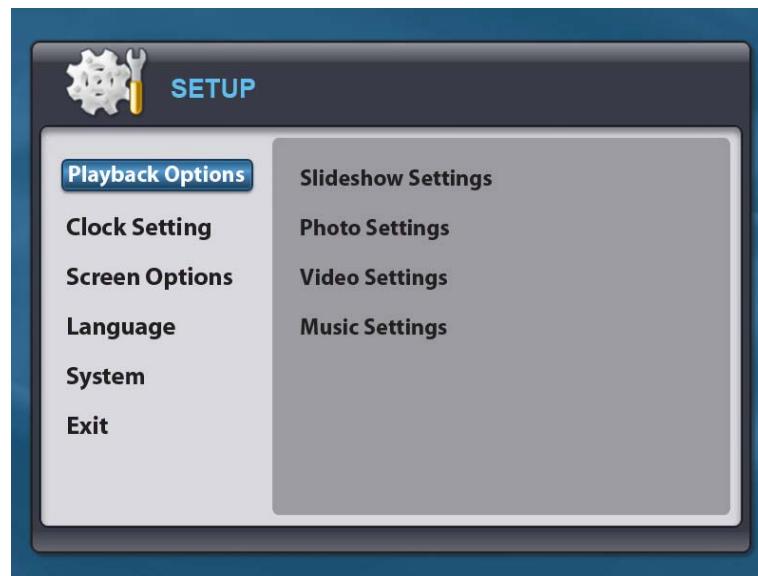 SETUP
Playback Options
Clock Setting
Screen Options
Language
System
Exit
Slideshow Settings
Photo Settings
Video Settings
Music Settings